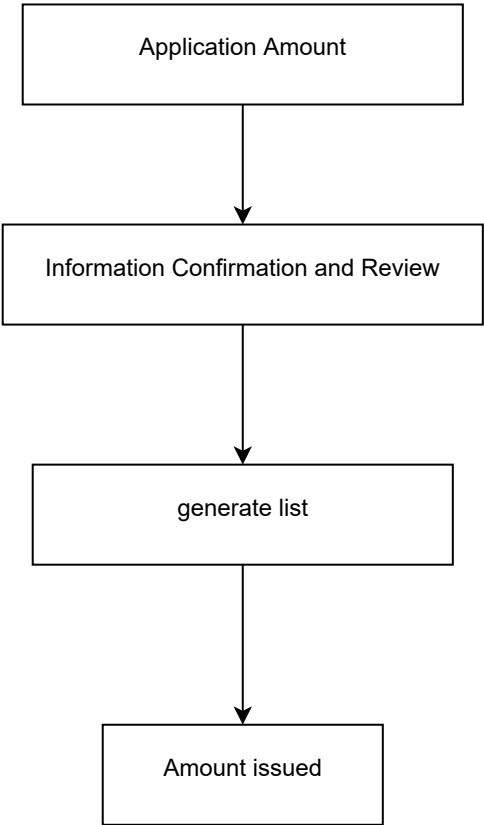 Application Amount
Information Confirmation and Review
generate list
Amount issued